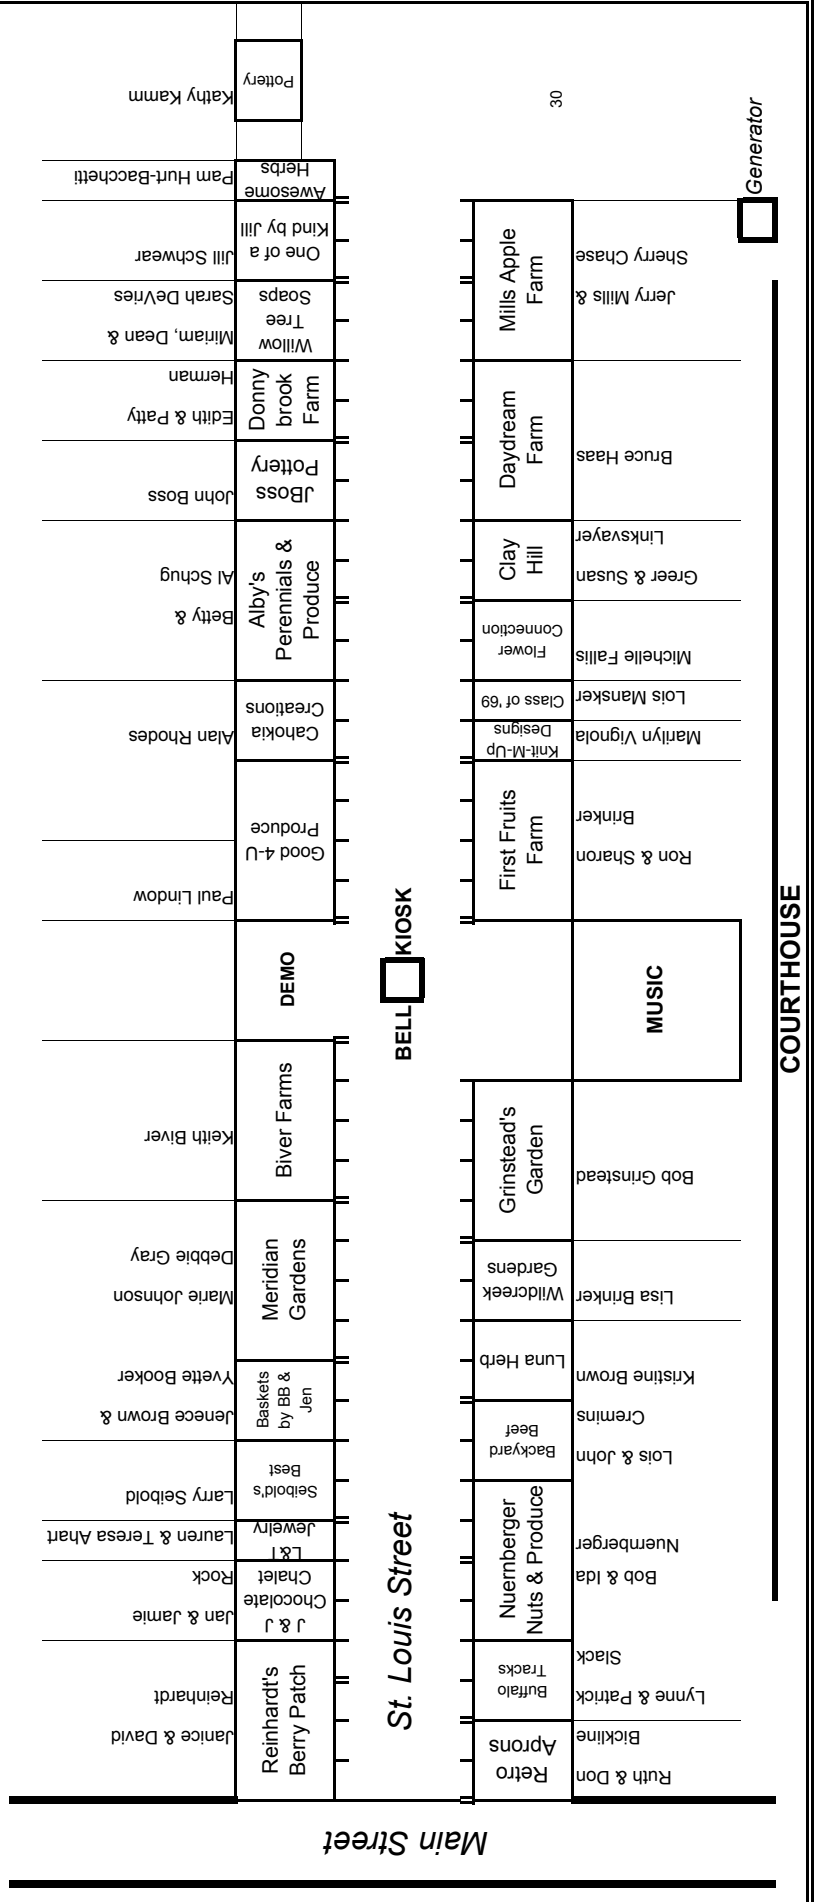 Kathy Kamm
Pottery
30
Generator
Pam Hurt-Bacchetti
Awesome
Herbs
Jill Schwear
One of a
Kind by Jill
Miriam, Dean &
Sarah DeVries
Willow
Tree
Soaps
Edith & Patty
Herman
Donny
brook
Farm
John Boss
JBoss
Pottery
Betty &
Al Schug
Alby's
Perennials &
Produce
Alan Rhodes
Cahokia
Creations
Paul Lindow
Good 4-U
Produce
DEMO
Keith Biver
Biver Farms
Marie Johnson
Debbie Gray
Meridian
Gardens
Jenece Brown &
Yvette Booker
Baskets
by BB &
Jen
Larry Seibold
Seibold's
Best
Lauren & Teresa Ahart
L&T
Jewelry
Jan & Jamie
Rock
J & J
Chocolate
Chalet
Janice & David
Reinhardt
Reinhardt's
Berry Patch
BELL KIOSK
St. Louis Street
Mills Apple
Farm
Jerry Mills &
Sherry Chase
Daydream
Farm
Bruce Haas
Clay
Hill
Greer & Susan
Linksvayer
Flower
Connection
Michelle Fallis
Class of '69
Lois Mansker
Knit-M-Up
Designs
Marilyn Vignola
First Fruits
Farm
Ron & Sharon
Brinker
MUSIC
COURTHOUSE
Grinstead's
Garden
Bob Grinstead
Wildcreek
Gardens
Lisa Brinker
Luna Herb
Kristine Brown
Backyard
Beef
Lois & John
Cremins
Nuernberger
Nuts & Produce
Bob & Ida
Nuernberger
Buffalo
Tracks
Lynne & Patrick
Slack
Retro
Aprons
Ruth & Don
Bickline
Main Street